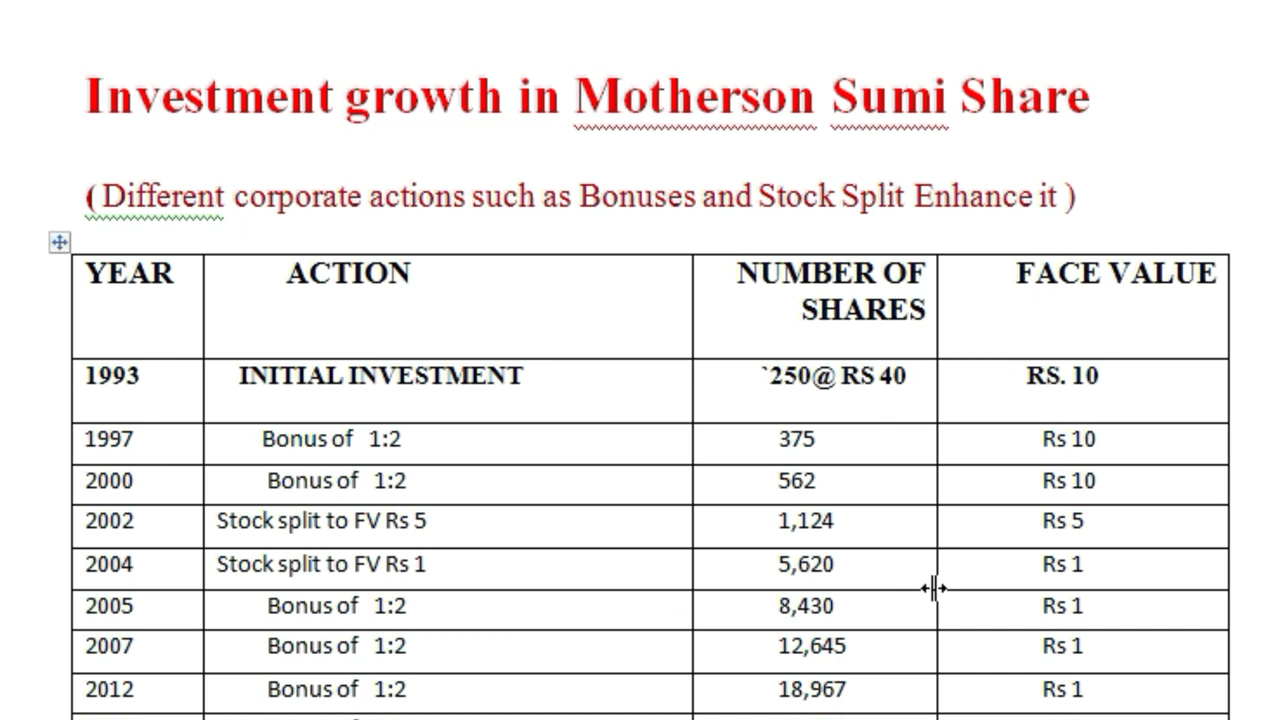 Investment growth in Motherson Sumi Share
( Different corporate actions such as Bonuses and Stock Split Enhance it )
YEAR ACTION NUMBER OF SHARES FACE VALUE
1993 INITIAL INVESTMENT `250@ RS 40 RS. 10
1997 Bonus of 1:2 375 Rs 10
2000 Bonus of 1:2 562 Rs 10
2002 Stock split to FV Rs 5 1,124 Rs 5
2004 Stock split to FV Rs 1 5,620 Rs 1
2005 Bonus of 1:2 8,430 Rs 1
2007 Bonus of 1:2 12,645 Rs 1
2012 Bonus of 1:2 18,967 Rs 1